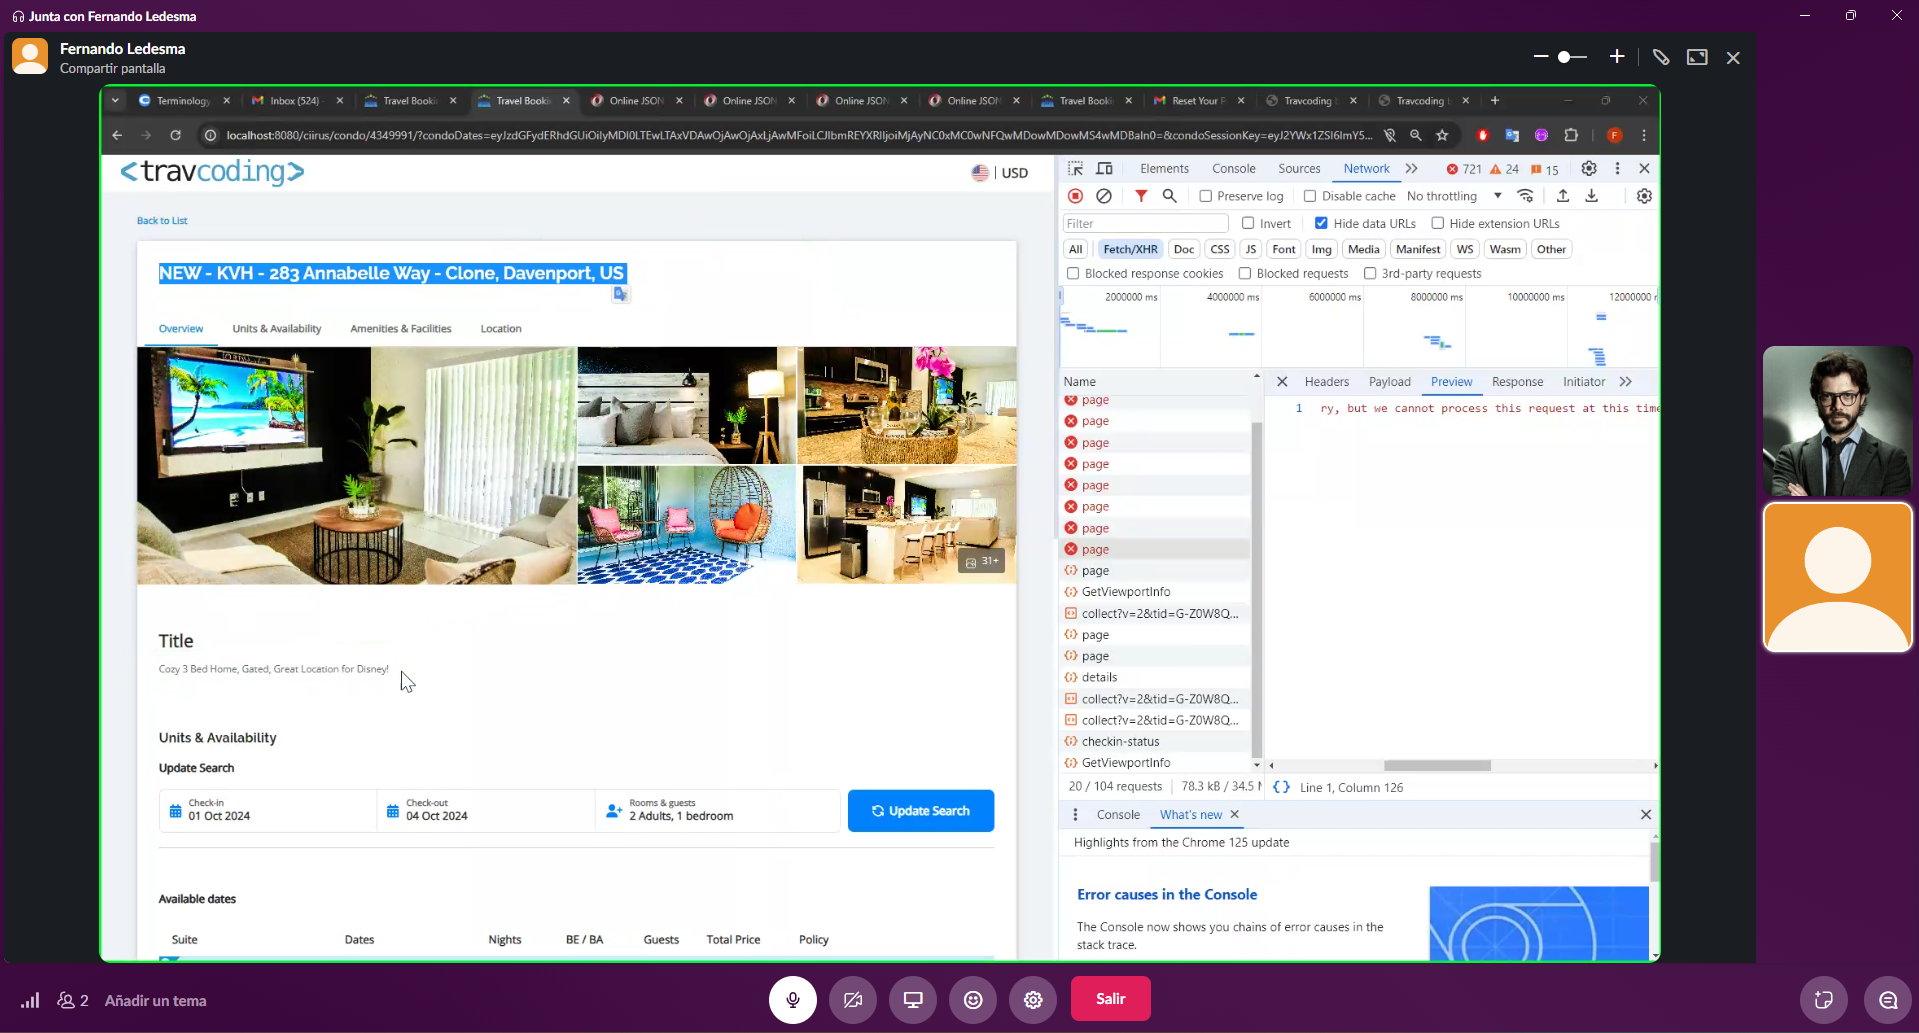 Junta con Fernando Ledesma
Fernando Ledesma
Compartir pantalla
Terminology
Inbox (524)
Travel Booki
Travel Booki
Online JSON
Online JSON
Online JSON
Online JSON
Travel Booki
Reset Your P
Travcoding
Travcoding
<travcoding>
USD
Back to List
NEW - KVH - 283 Annabelle Way - Clone, Davenport, US
Overview
Units & Availability
Amenities & Facilities
Location
31+
Title
Cozy 3 Bed Home, Gated, Great Location for Disney!
Units & Availability
Update Search
Check-in
01 Oct 2024
Check-out
04 Oct 2024
Rooms & guests
2 Adults, 1 bedroom
Update Search
Available dates
Suite Dates Nights BE / BA Guests Total Price Policy
Elements Console Sources Network 721 24 15
Preserve log Disable cache No throttling
Filter Invert Hide data URLs Hide extension URLs
All Fetch/XHR Doc CSS JS Font Img Media Manifest WS Wasm Other
Blocked response cookies Blocked requests 3rd-party requests
2000000 ms 4000000 ms 6000000 ms 8000000 ms 10000000 ms 12000000
Name
page
page
page
page
page
page
page
page
page
GetViewportInfo
collect?v=2&tid=G-Z0W8Q...
page
page
details
collect?v=2&tid=G-Z0W8Q...
collect?v=2&tid=G-Z0W8Q...
checkin-status
GetViewportInfo
20 / 104 requests 78.3 kB / 34.5
Headers Payload Preview Response Initiator
1 ry, but we cannot process this request at this time
Line 1, Column 126
Console What's new
Highlights from the Chrome 125 update
Error causes in the Console
The Console now shows you chains of error causes in the
stack trace.
2 Añadir un tema
Salir